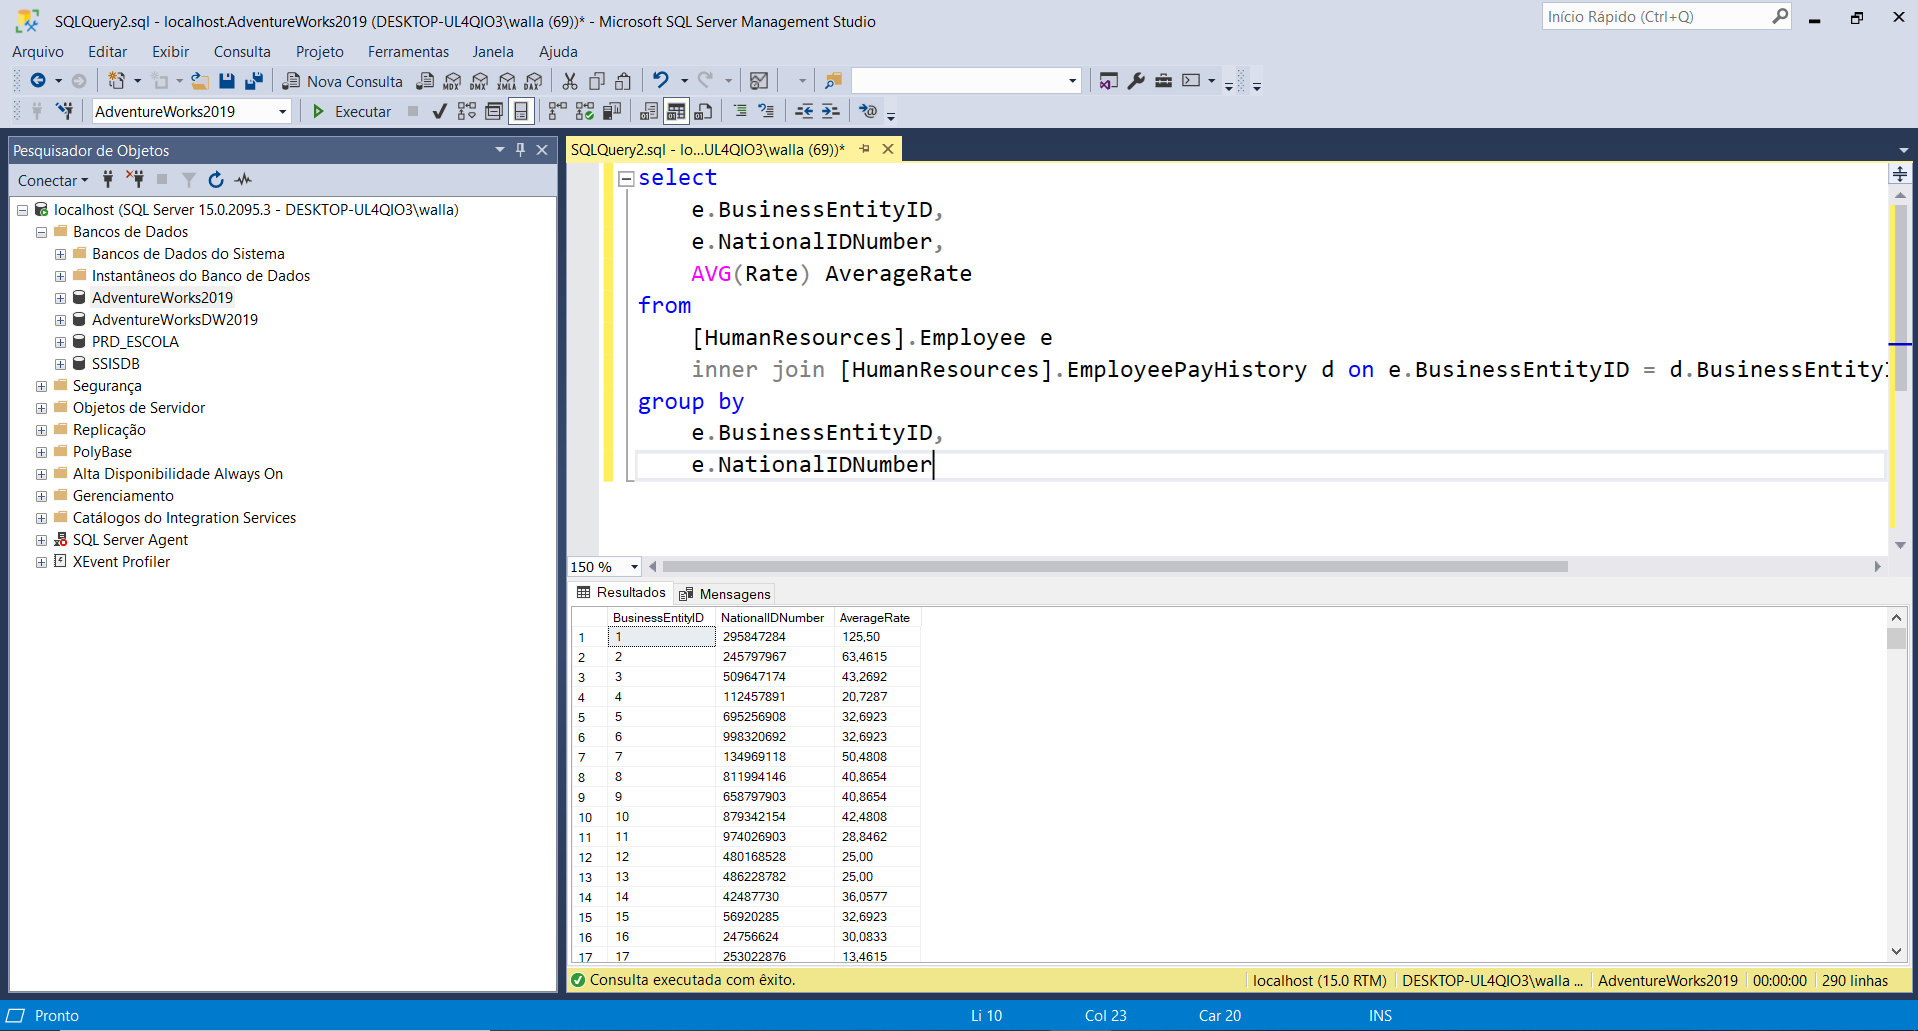 SQLQuery2.sql - localhost.AdventureWorks2019 (DESKTOP-UL4QIO3\walla (69))* - Microsoft SQL Server Management Studio
Início Rápido (Ctrl+Q)
Arquivo Editar Exibir Consulta Projeto Ferramentas Janela Ajuda
Nova Consulta MDX DMX XMLA DAX
AdventureWorks2019 Executar
Pesquisador de Objetos
Conectar
localhost (SQL Server 15.0.2095.3 - DESKTOP-UL4QIO3\walla)
Bancos de Dados
Bancos de Dados do Sistema
Instantâneos do Banco de Dados
AdventureWorks2019
AdventureWorksDW2019
PRD_ESCOLA
SSISDB
Segurança
Objetos de Servidor
Replicação
PolyBase
Alta Disponibilidade Always On
Gerenciamento
Catálogos do Integration Services
SQL Server Agent
XEvent Profiler
SQLQuery2.sql - lo...UL4QIO3\walla (69))*
select
e.BusinessEntityID,
e.NationalIDNumber,
AVG(Rate) AverageRate
from
[HumanResources].Employee e
inner join [HumanResources].EmployeePayHistory d on e.BusinessEntityID = d.BusinessEntityI
group by
e.BusinessEntityID,
e.NationalIDNumber
150 %
Resultados Mensagens
BusinessEntityID NationalIDNumber AverageRate
1 1 295847284 125,50
2 2 245797967 63,4615
3 3 509647174 43,2692
4 4 112457891 20,7287
5 5 695256908 32,6923
6 6 998320692 32,6923
7 7 134969118 50,4808
8 8 811994146 40,8654
9 9 658797903 40,8654
10 10 879342154 42,4808
11 11 974026903 28,8462
12 12 480168528 25,00
13 13 486228782 25,00
14 14 42487730 36,0577
15 15 56920285 32,6923
16 16 24756624 30,0833
17 17 253022876 13,4615
Consulta executada com êxito. localhost (15.0 RTM) DESKTOP-UL4QIO3\walla ... AdventureWorks2019 00:00:00 290 linhas
Pronto Li 10 Col 23 Car 20 INS